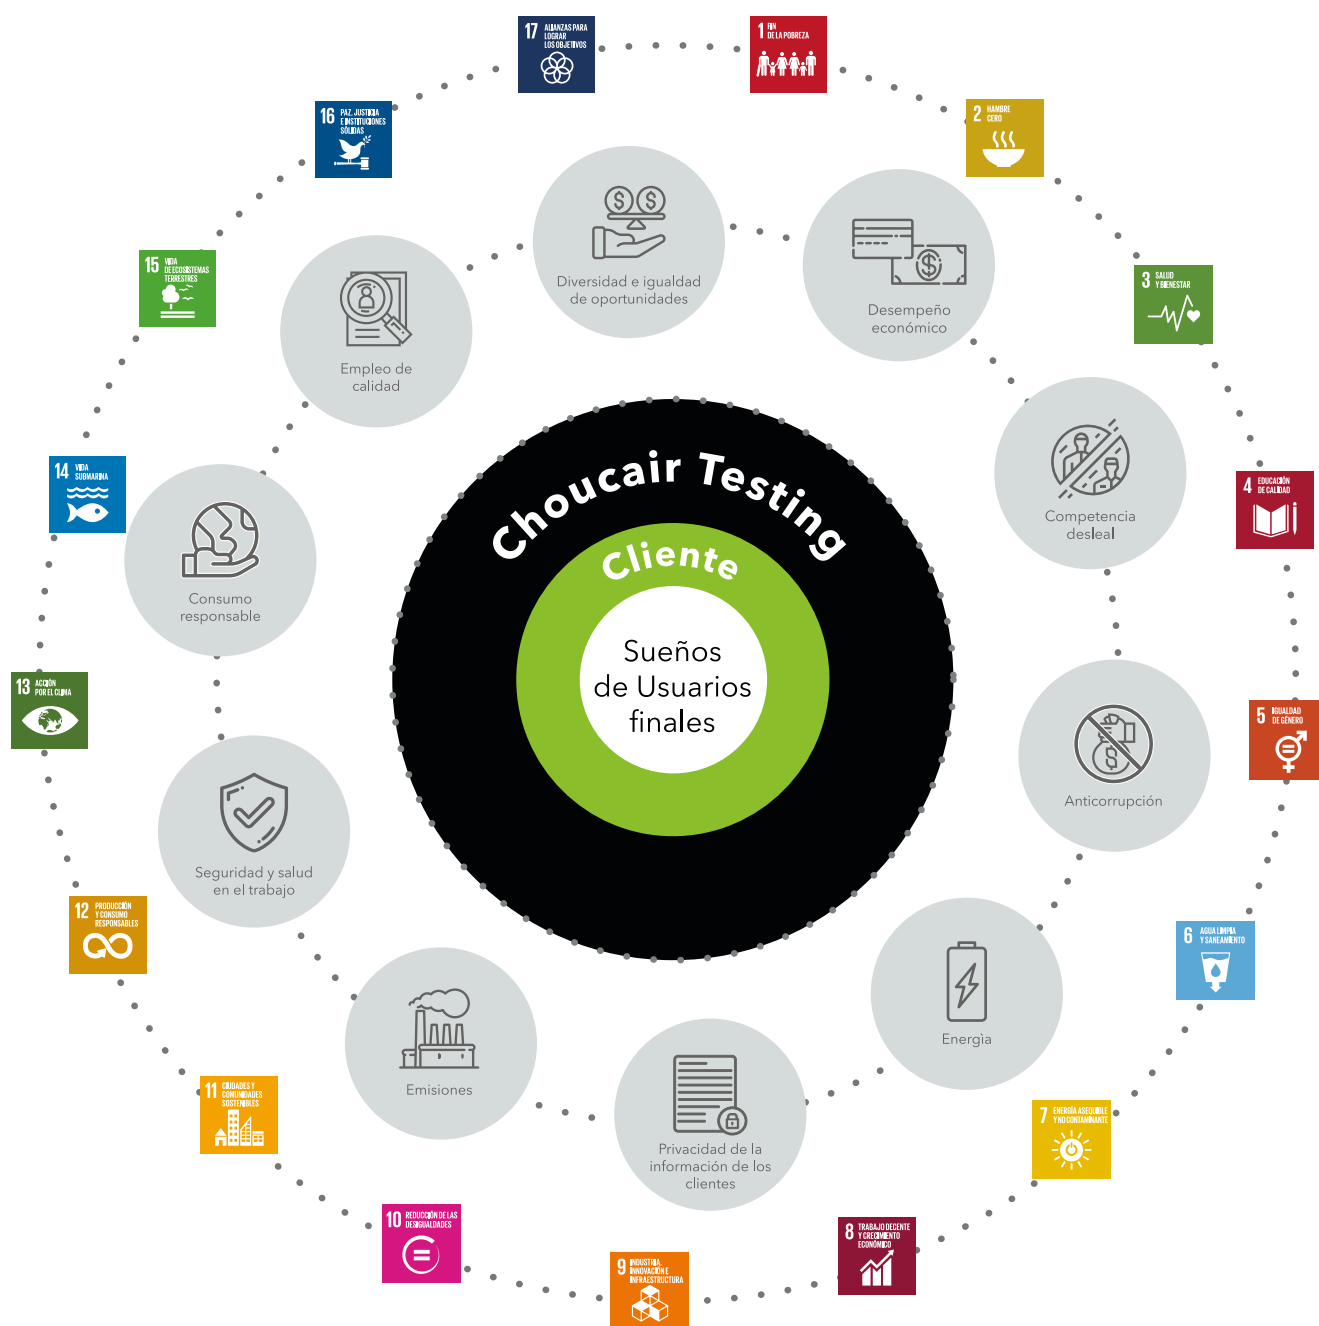 17 ALIANZAS PARA
LOGRAR
LOS OBJETIVOS
1 FIN
DE LA POBREZA
2 HAMBRE
CERO
3 SALUD
Y BIENESTAR
4 EDUCACIÓN
DE CALIDAD
5 IGUALDAD
DE GÉNERO
6 AGUA LIMPIA
Y SANEAMIENTO
7 ENERGÍA ASEQUIBLE
Y NO CONTAMINANTE
8 TRABAJO DECENTE
Y CRECIMIENTO
ECONÓMICO
9 INDUSTRIA,
INNOVACIÓN E
INFRAESTRUCTURA
10 REDUCCIÓN DE LAS
DESIGUALDADES
11 CIUDADES Y
COMUNIDADES
SOSTENIBLES
12 PRODUCCIÓN
Y CONSUMO
RESPONSABLES
13 ACCIÓN
POR EL CLIMA
14 VIDA
SUBMARINA
15 VIDA
DE ECOSISTEMAS
TERRESTRES
16 PAZ, JUSTICIA
E INSTITUCIONES
SÓLIDAS
Diversidad e igualdad
de oportunidades
Desempeño
económico
Competencia
desleal
Anticorrupción
Energìa
Privacidad de la
información de los
clientes
Emisiones
Seguridad y salud
en el trabajo
Consumo
responsable
Empleo de
calidad
Choucair Testing
Cliente
Sueños
de Usuarios
finales